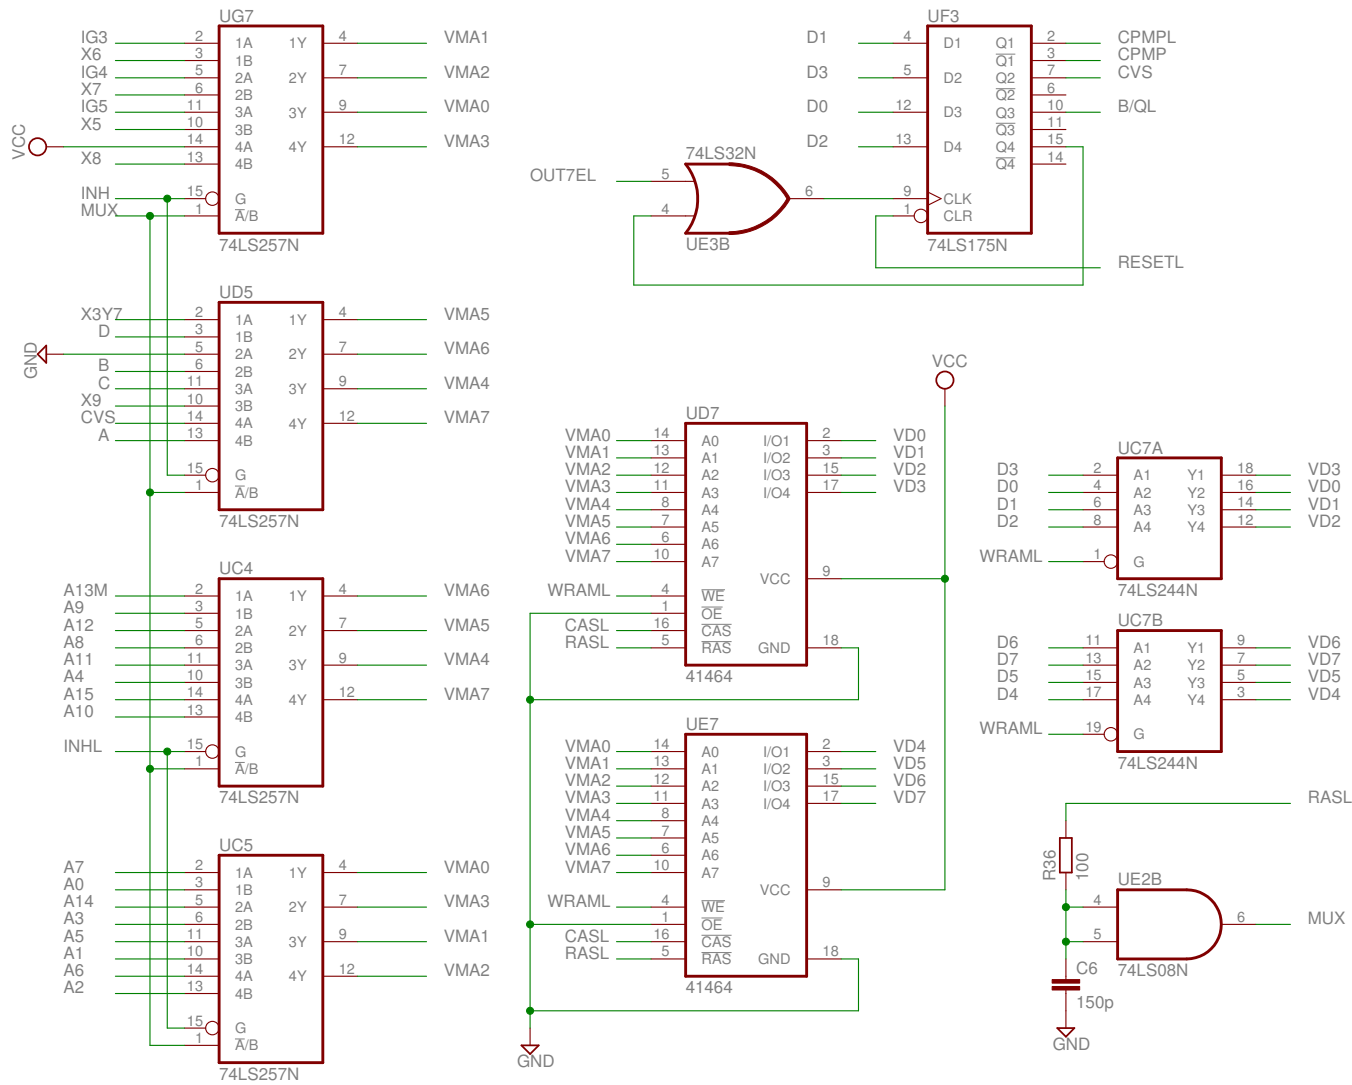 UG7
IG3 2 1A 1Y 4 VMA1
X6 3 1B
IG4 5 2A 2Y 7 VMA2
X7 6 2B
IG5 11 3A 3Y 9 VMA0
X5 10 3B
VCC 14 4A 4Y 12 VMA3
X8 13 4B
INH 15 G
MUX 1 A/B
74LS257N
UD5
X3Y7 2 1A 1Y 4 VMA5
D 3 1B
GND 5 2A 2Y 7 VMA6
B 6 2B
C 11 3A 3Y 9 VMA4
X9 10 3B
CVS 14 4A 4Y 12 VMA7
A 13 4B
15 G
1 A/B
74LS257N
UC4
A13M 2 1A 1Y 4 VMA6
A9 3 1B
A12 5 2A 2Y 7 VMA5
A8 6 2B
A11 11 3A 3Y 9 VMA4
A4 10 3B
A15 14 4A 4Y 12 VMA7
A10 13 4B
INHL 15 G
1 A/B
74LS257N
UC5
A7 2 1A 1Y 4 VMA0
A0 3 1B
A14 5 2A 2Y 7 VMA3
A3 6 2B
A5 11 3A 3Y 9 VMA1
A1 10 3B
A6 14 4A 4Y 12 VMA2
A2 13 4B
15 G
1 A/B
74LS257N
UF3
D1 4 D1 Q1 2 CPMPL
Q1 3 CPMP
D3 5 D2 Q2 7 CVS
Q2 6
D0 12 D3 Q3 10 B/QL
Q3 11
D2 13 D4 Q4 15
Q4 14
9 CLK
1 CLR
74LS175N
RESETL
74LS32N
OUT7EL 5
4
6
UE3B
VCC
UD7
VMA0 14 A0 I/O1 2 VD0
VMA1 13 A1 I/O2 3 VD1
VMA2 12 A2 I/O3 15 VD2
VMA3 11 A3 I/O4 17 VD3
VMA4 8 A4
VMA5 7 A5
VMA6 6 A6
VMA7 10 A7
VCC 9
WRAML 4 WE
1 OE
CASL 16 CAS
RASL 5 RAS GND 18
41464
UE7
VMA0 14 A0 I/O1 2 VD4
VMA1 13 A1 I/O2 3 VD5
VMA2 12 A2 I/O3 15 VD6
VMA3 11 A3 I/O4 17 VD7
VMA4 8 A4
VMA5 7 A5
VMA6 6 A6
VMA7 10 A7
VCC 9
WRAML 4 WE
1 OE
CASL 16 CAS
RASL 5 RAS GND 18
41464
GND
UC7A
D3 2 A1 Y1 18 VD3
D0 4 A2 Y2 16 VD0
D1 6 A3 Y3 14 VD1
D2 8 A4 Y4 12 VD2
WRAML 1 G
74LS244N
UC7B
D6 11 A1 Y1 9 VD6
D7 13 A2 Y2 7 VD7
D5 15 A3 Y3 5 VD5
D4 17 A4 Y4 3 VD4
WRAML 19 G
74LS244N
RASL
R36
100
UE2B
4
5
6 MUX
74LS08N
C6
150p
GND